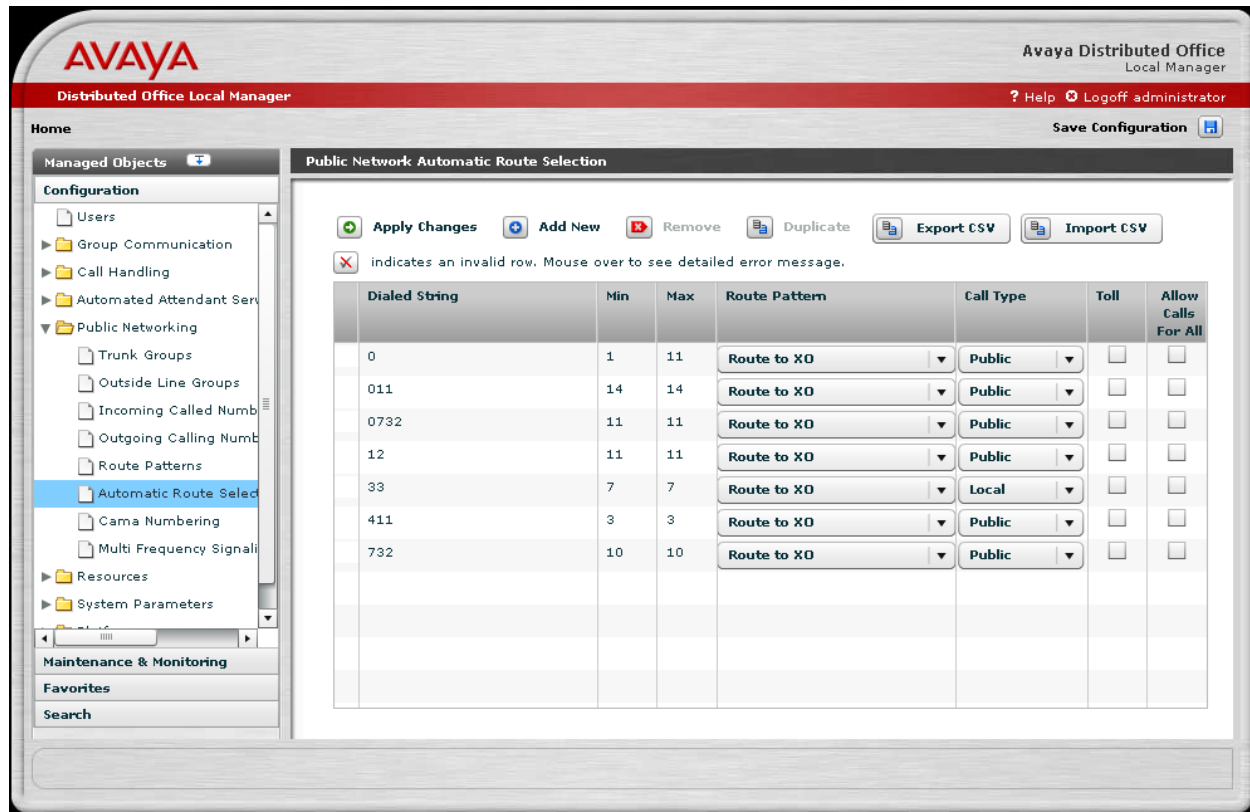 AVAYA
Avaya Distributed Office
Local Manager
Distributed Office Local Manager
? Help Logoff administrator
Home
Save Configuration
Managed Objects
Configuration
Users
Group Communication
Call Handling
Automated Attendant Serv
Public Networking
Trunk Groups
Outside Line Groups
Incoming Called Numb
Outgoing Calling Numb
Route Patterns
Automatic Route Select
Cama Numbering
Multi Frequency Signali
Resources
System Parameters
Maintenance & Monitoring
Favorites
Search
Public Network Automatic Route Selection
Apply Changes Add New Remove Duplicate Export CSV Import CSV
indicates an invalid row. Mouse over to see detailed error message.
Dialed String Min Max Route Pattern Call Type Toll Allow Calls For All
0 1 11 Route to XO Public
011 14 14 Route to XO Public
0732 11 11 Route to XO Public
12 11 11 Route to XO Public
33 7 7 Route to XO Local
411 3 3 Route to XO Public
732 10 10 Route to XO Public